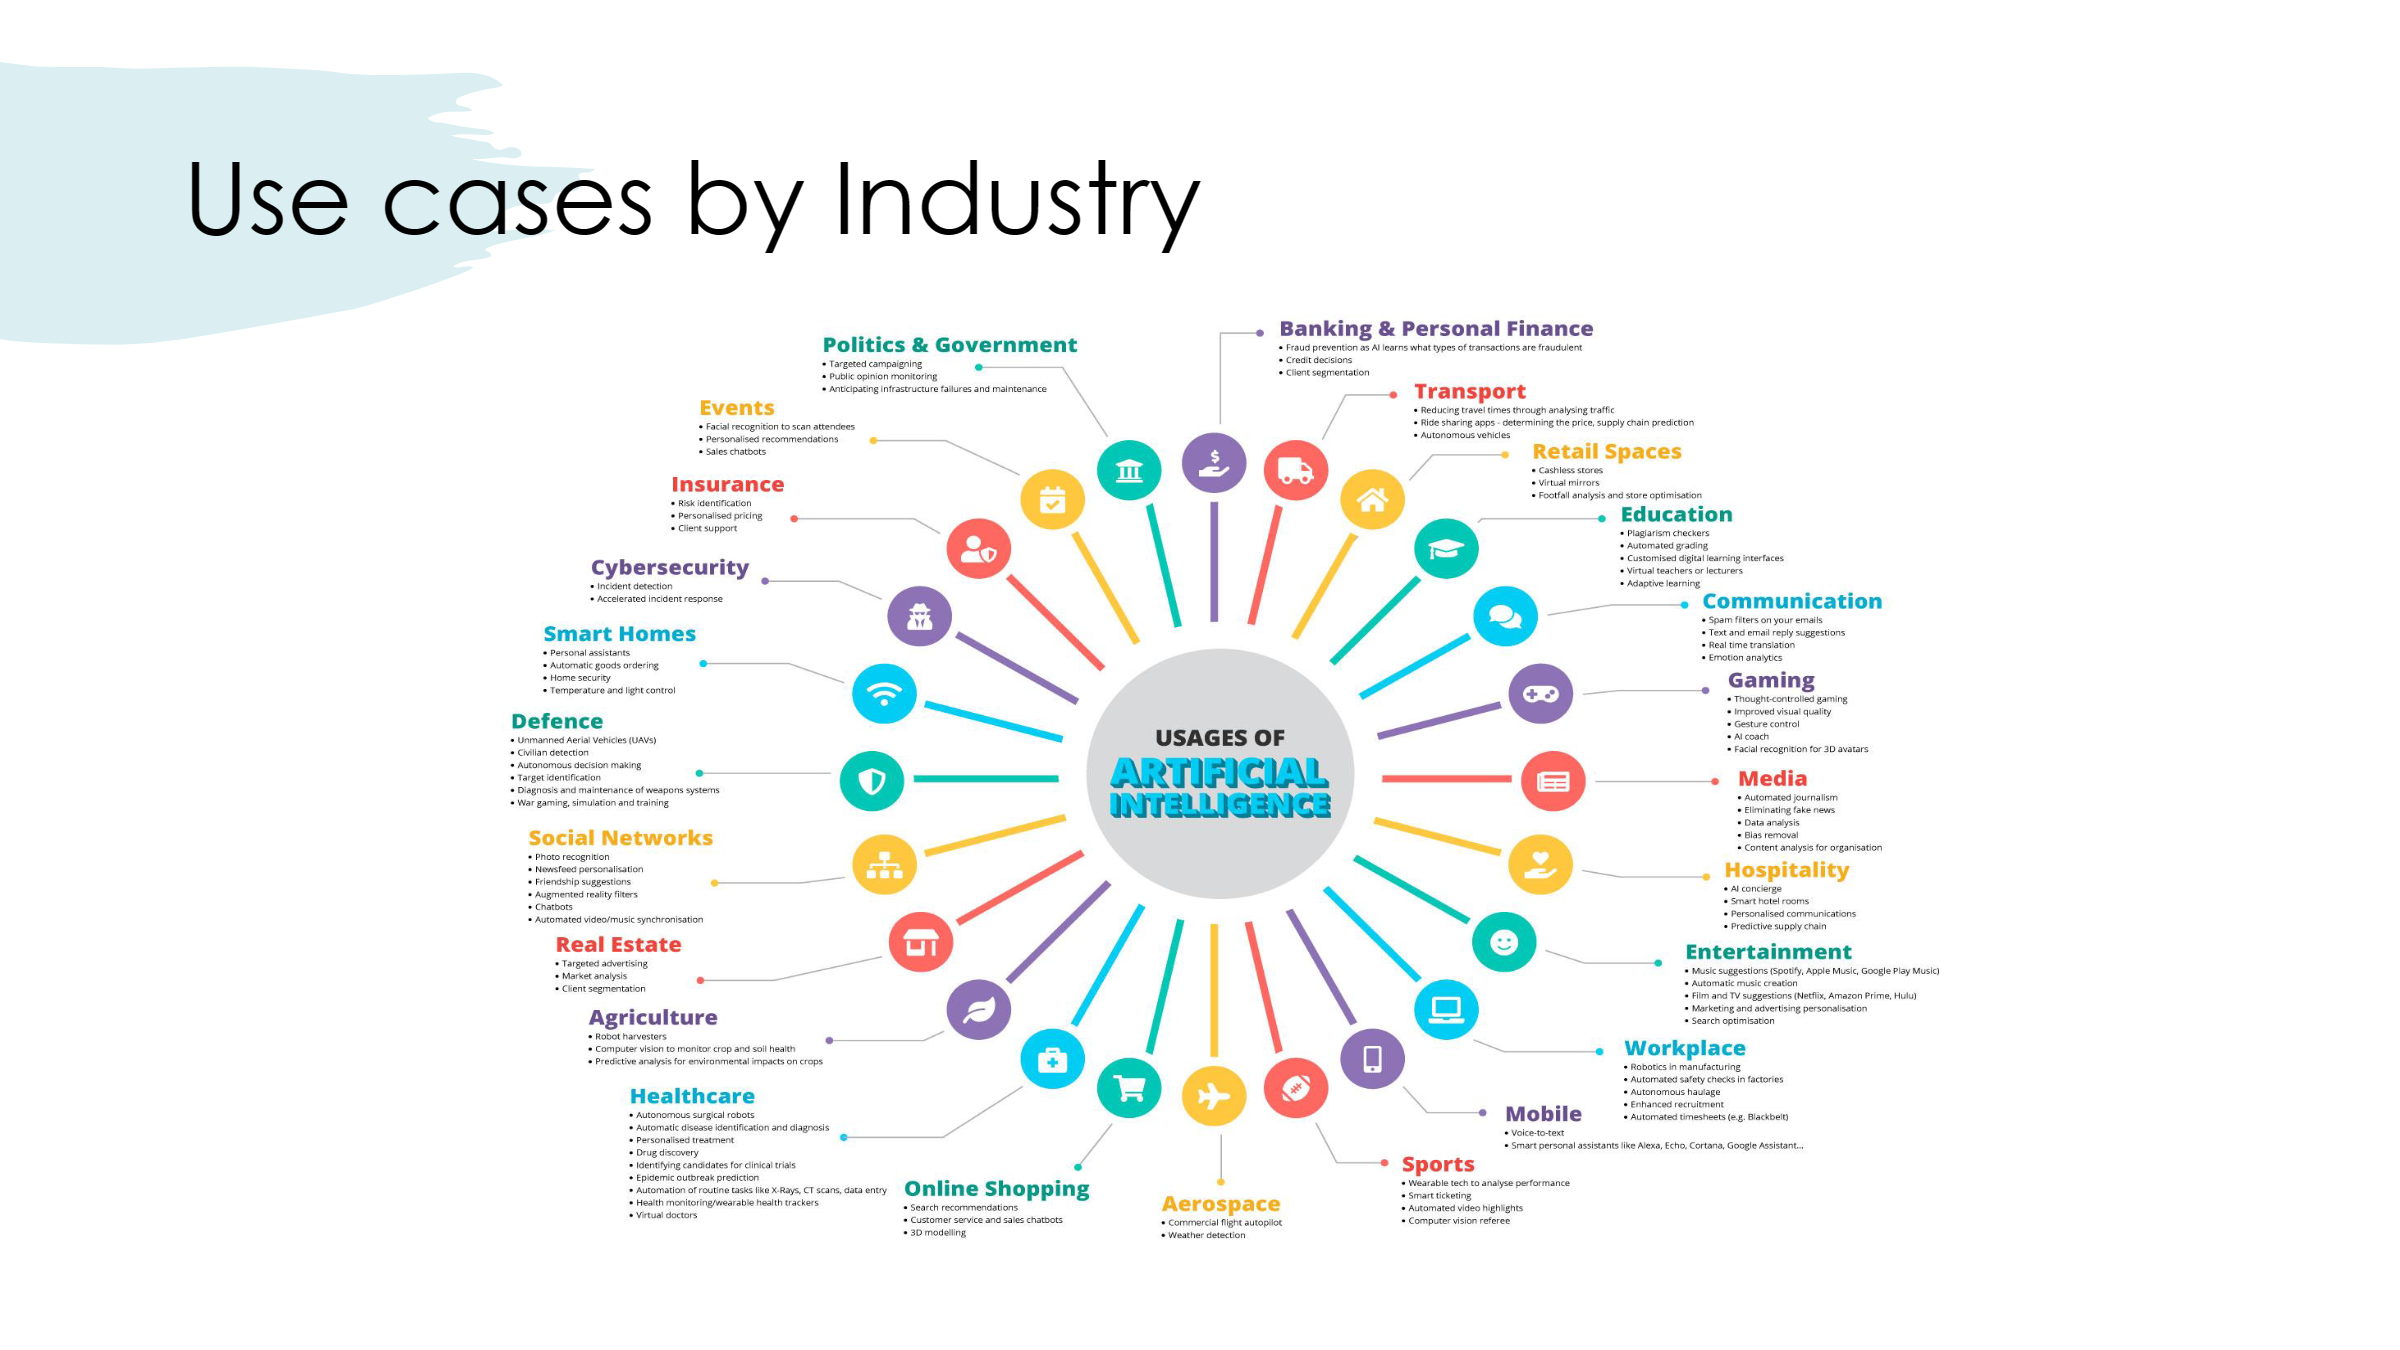 Use cases by Industry
Banking & Personal Finance
• Fraud prevention as AI learns what types of transactions are fraudulent
• Credit decisions
• Client segmentation
Transport
• Reducing travel times through analysing traffic
• Ride sharing apps - determining the price, supply chain prediction
• Autonomous vehicles
Retail Spaces
• Cashless stores
• Virtual mirrors
• Footfall analysis and store optimisation
Education
• Plagiarism checkers
• Automated grading
• Customised digital learning interfaces
• Virtual teachers or lecturers
• Adaptive learning
Communication
• Spam filters on your emails
• Text and email reply suggestions
• Real time translation
• Emotion analytics
Gaming
• Thought-controlled gaming
• Improved visual quality
• Gesture control
• AI coach
• Facial recognition for 3D avatars
Media
• Automated journalism
• Eliminating fake news
• Data analysis
• Bias removal
• Content analysis for organisation
Hospitality
• AI concierge
• Smart hotel rooms
• Personalised communications
• Predictive supply chain
Entertainment
• Music suggestions (Spotify, Apple Music, Google Play Music)
• Automatic music creation
• Film and TV suggestions (Netflix, Amazon Prime, Hulu)
• Marketing and advertising personalisation
• Search optimisation
Workplace
• Robotics in manufacturing
• Automated safety checks in factories
• Autonomous haulage
• Enhanced recruitment
• Automated timesheets (e.g. Blackbelt)
Mobile
• Voice-to-text
• Smart personal assistants like Alexa, Echo, Cortana, Google Assistant...
Sports
• Wearable tech to analyse performance
• Smart ticketing
• Automated video highlights
• Computer vision referee
Aerospace
• Commercial flight autopilot
• Weather detection
Online Shopping
• Search recommendations
• Customer service and sales chatbots
• 3D modelling
Healthcare
• Autonomous surgical robots
• Automatic disease identification and diagnosis
• Personalised treatment
• Drug discovery
• Identifying candidates for clinical trials
• Epidemic outbreak prediction
• Automation of routine tasks like X-Rays, CT scans, data entry
• Health monitoring/wearable health trackers
• Virtual doctors
Agriculture
• Robot harvesters
• Computer vision to monitor crop and soil health
• Predictive analysis for environmental impacts on crops
Real Estate
• Targeted advertising
• Market analysis
• Client segmentation
Social Networks
• Photo recognition
• Newsfeed personalisation
• Friendship suggestions
• Augmented reality filters
• Chatbots
• Automated video/music synchronisation
Defence
• Unmanned Aerial Vehicles (UAVs)
• Civilian detection
• Autonomous decision making
• Target identification
• Diagnosis and maintenance of weapons systems
• War gaming, simulation and training
Smart Homes
• Personal assistants
• Automatic goods ordering
• Home security
• Temperature and light control
Cybersecurity
• Incident detection
• Accelerated incident response
Insurance
• Risk identification
• Personalised pricing
• Client support
Events
• Facial recognition to scan attendees
• Personalised recommendations
• Sales chatbots
Politics & Government
• Targeted campaigning
• Public opinion monitoring
• Anticipating infrastructure failures and maintenance
USAGES OF
ARTIFICIAL
INTELLIGENCE
$